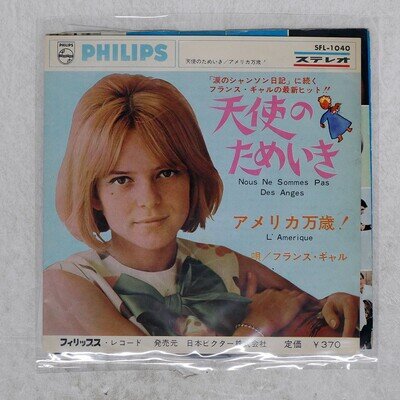 PHILIPS
天使のためいき/アメリカ万歳!
SFL-1040
ステレオ
「涙のシャンソン日記」に続く
フランス・ギャルの最新ヒット!!
天使の
ためいき
Nous Ne Sommes Pas
Des Anges
アメリカ万歳!
L' Amerique
唄/フランス・ギャル
フィリップス・レコード 発売元 日本ビクター株式会社 定価 ¥370